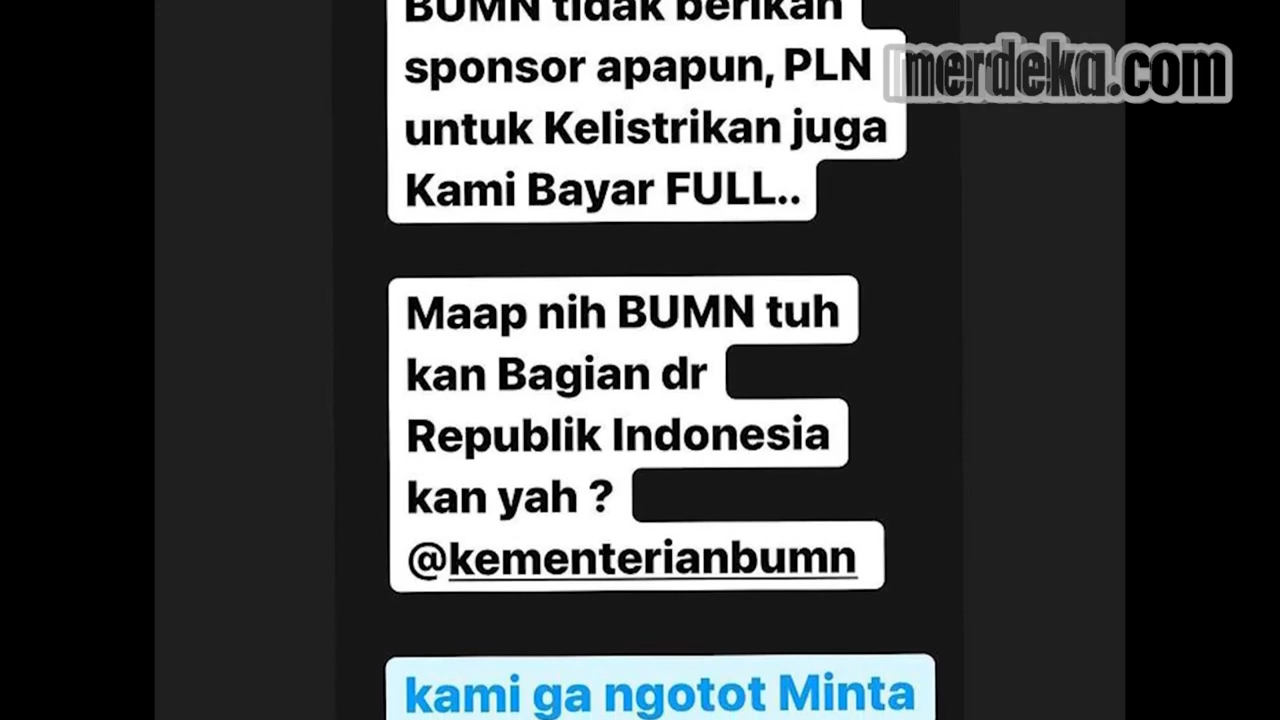 BUMN tidak berikan
sponsor apapun, PLN
untuk Kelistrikan juga
Kami Bayar FULL..
merdeka.com
Maap nih BUMN tuh
kan Bagian dr
Republik Indonesia
kan yah ?
@kementerianbumn
kami ga ngotot Minta